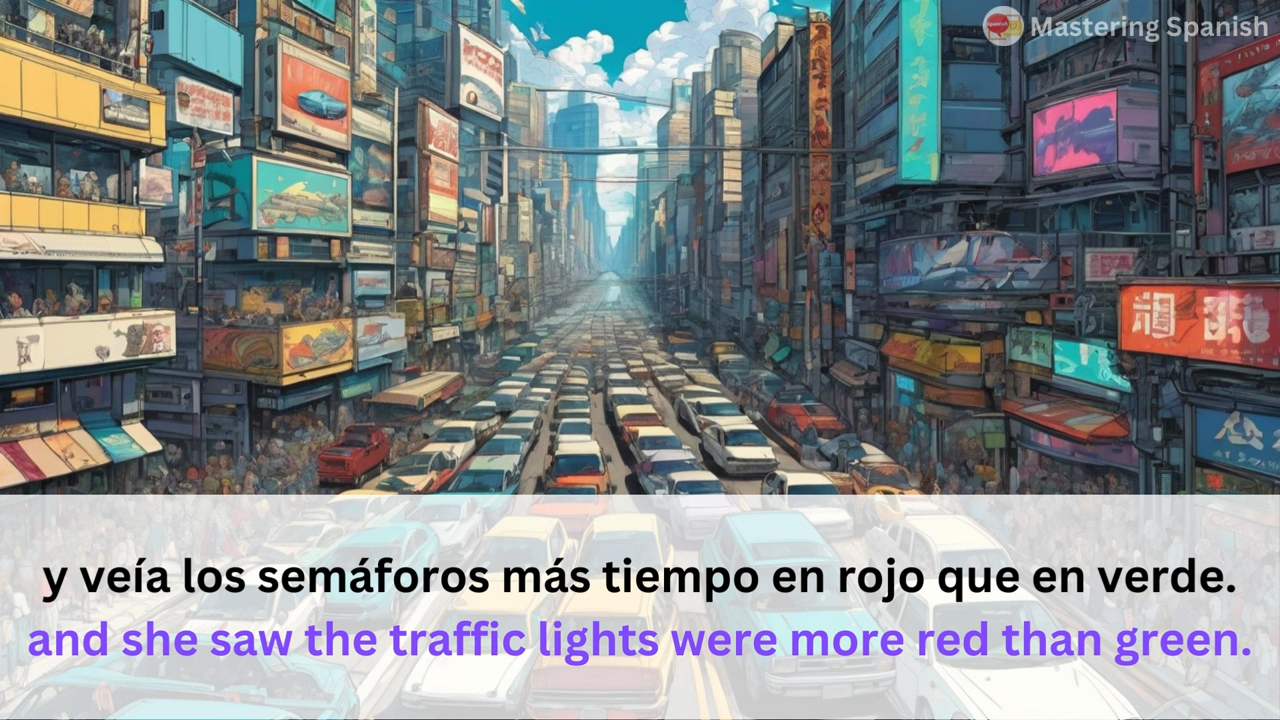 Spanish
Mastering Spanish
y veía los semáforos más tiempo en rojo que en verde.
and she saw the traffic lights were more red than green.